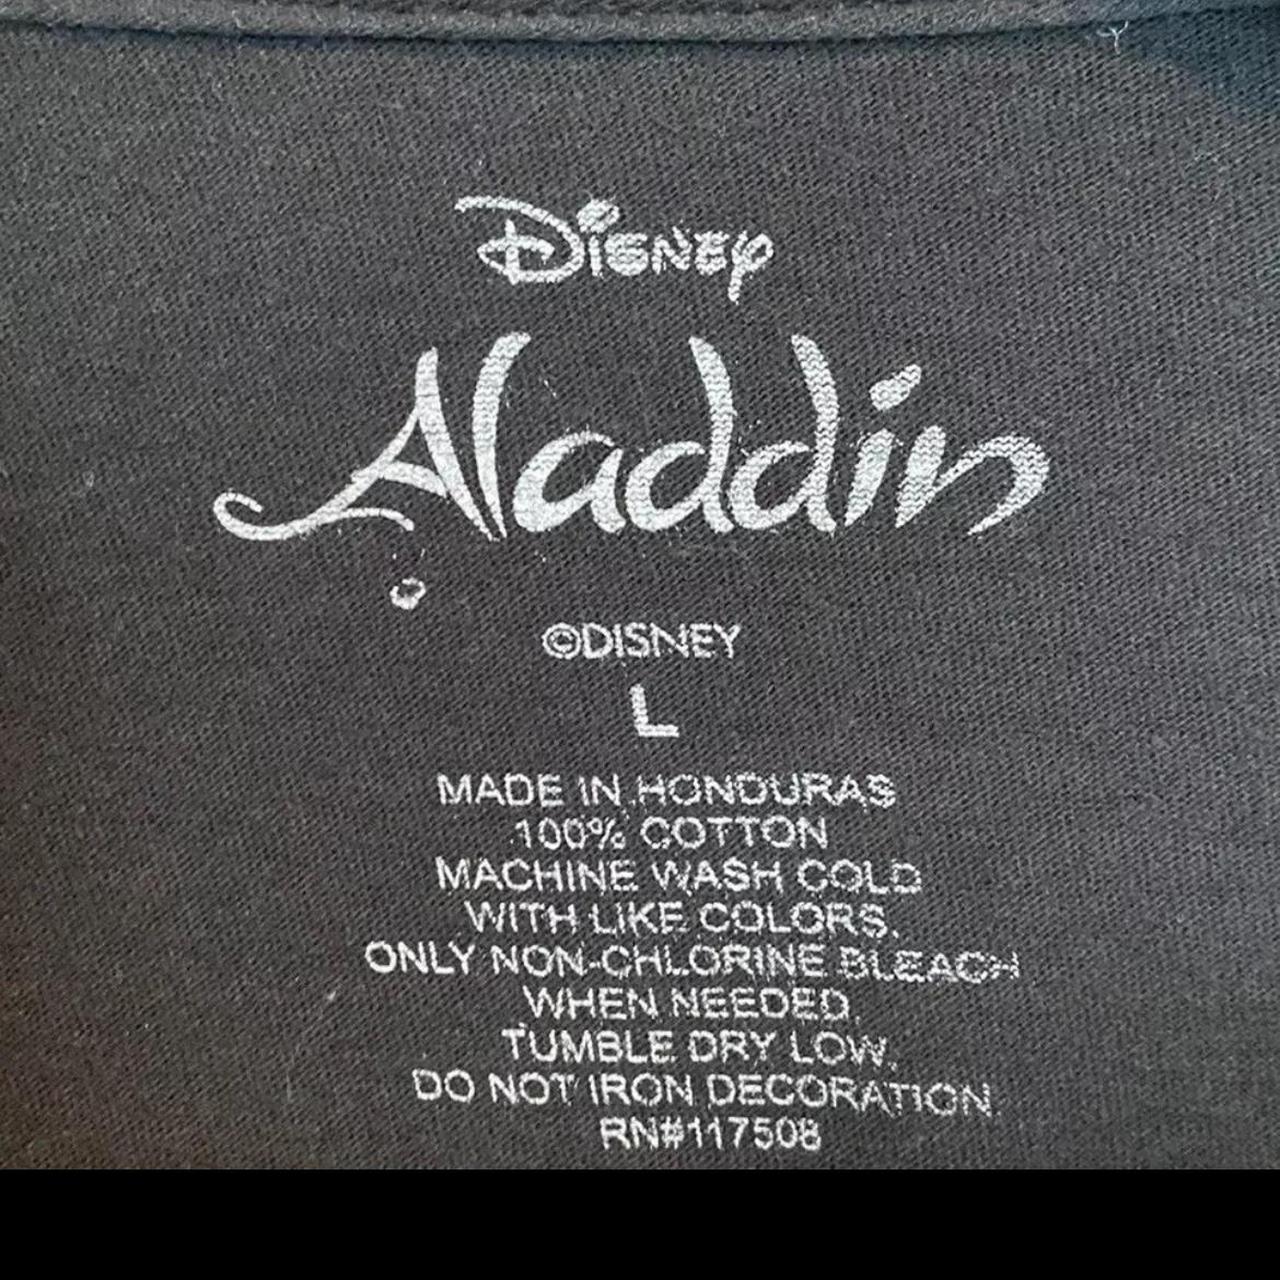 Disney
Aladdin
©DISNEY
L
MADE IN HONDURAS
100% COTTON
MACHINE WASH COLD
WITH LIKE COLORS.
ONLY NON-CHLORINE BLEACH
WHEN NEEDED.
TUMBLE DRY LOW.
DO NOT IRON DECORATION.
RN#117508